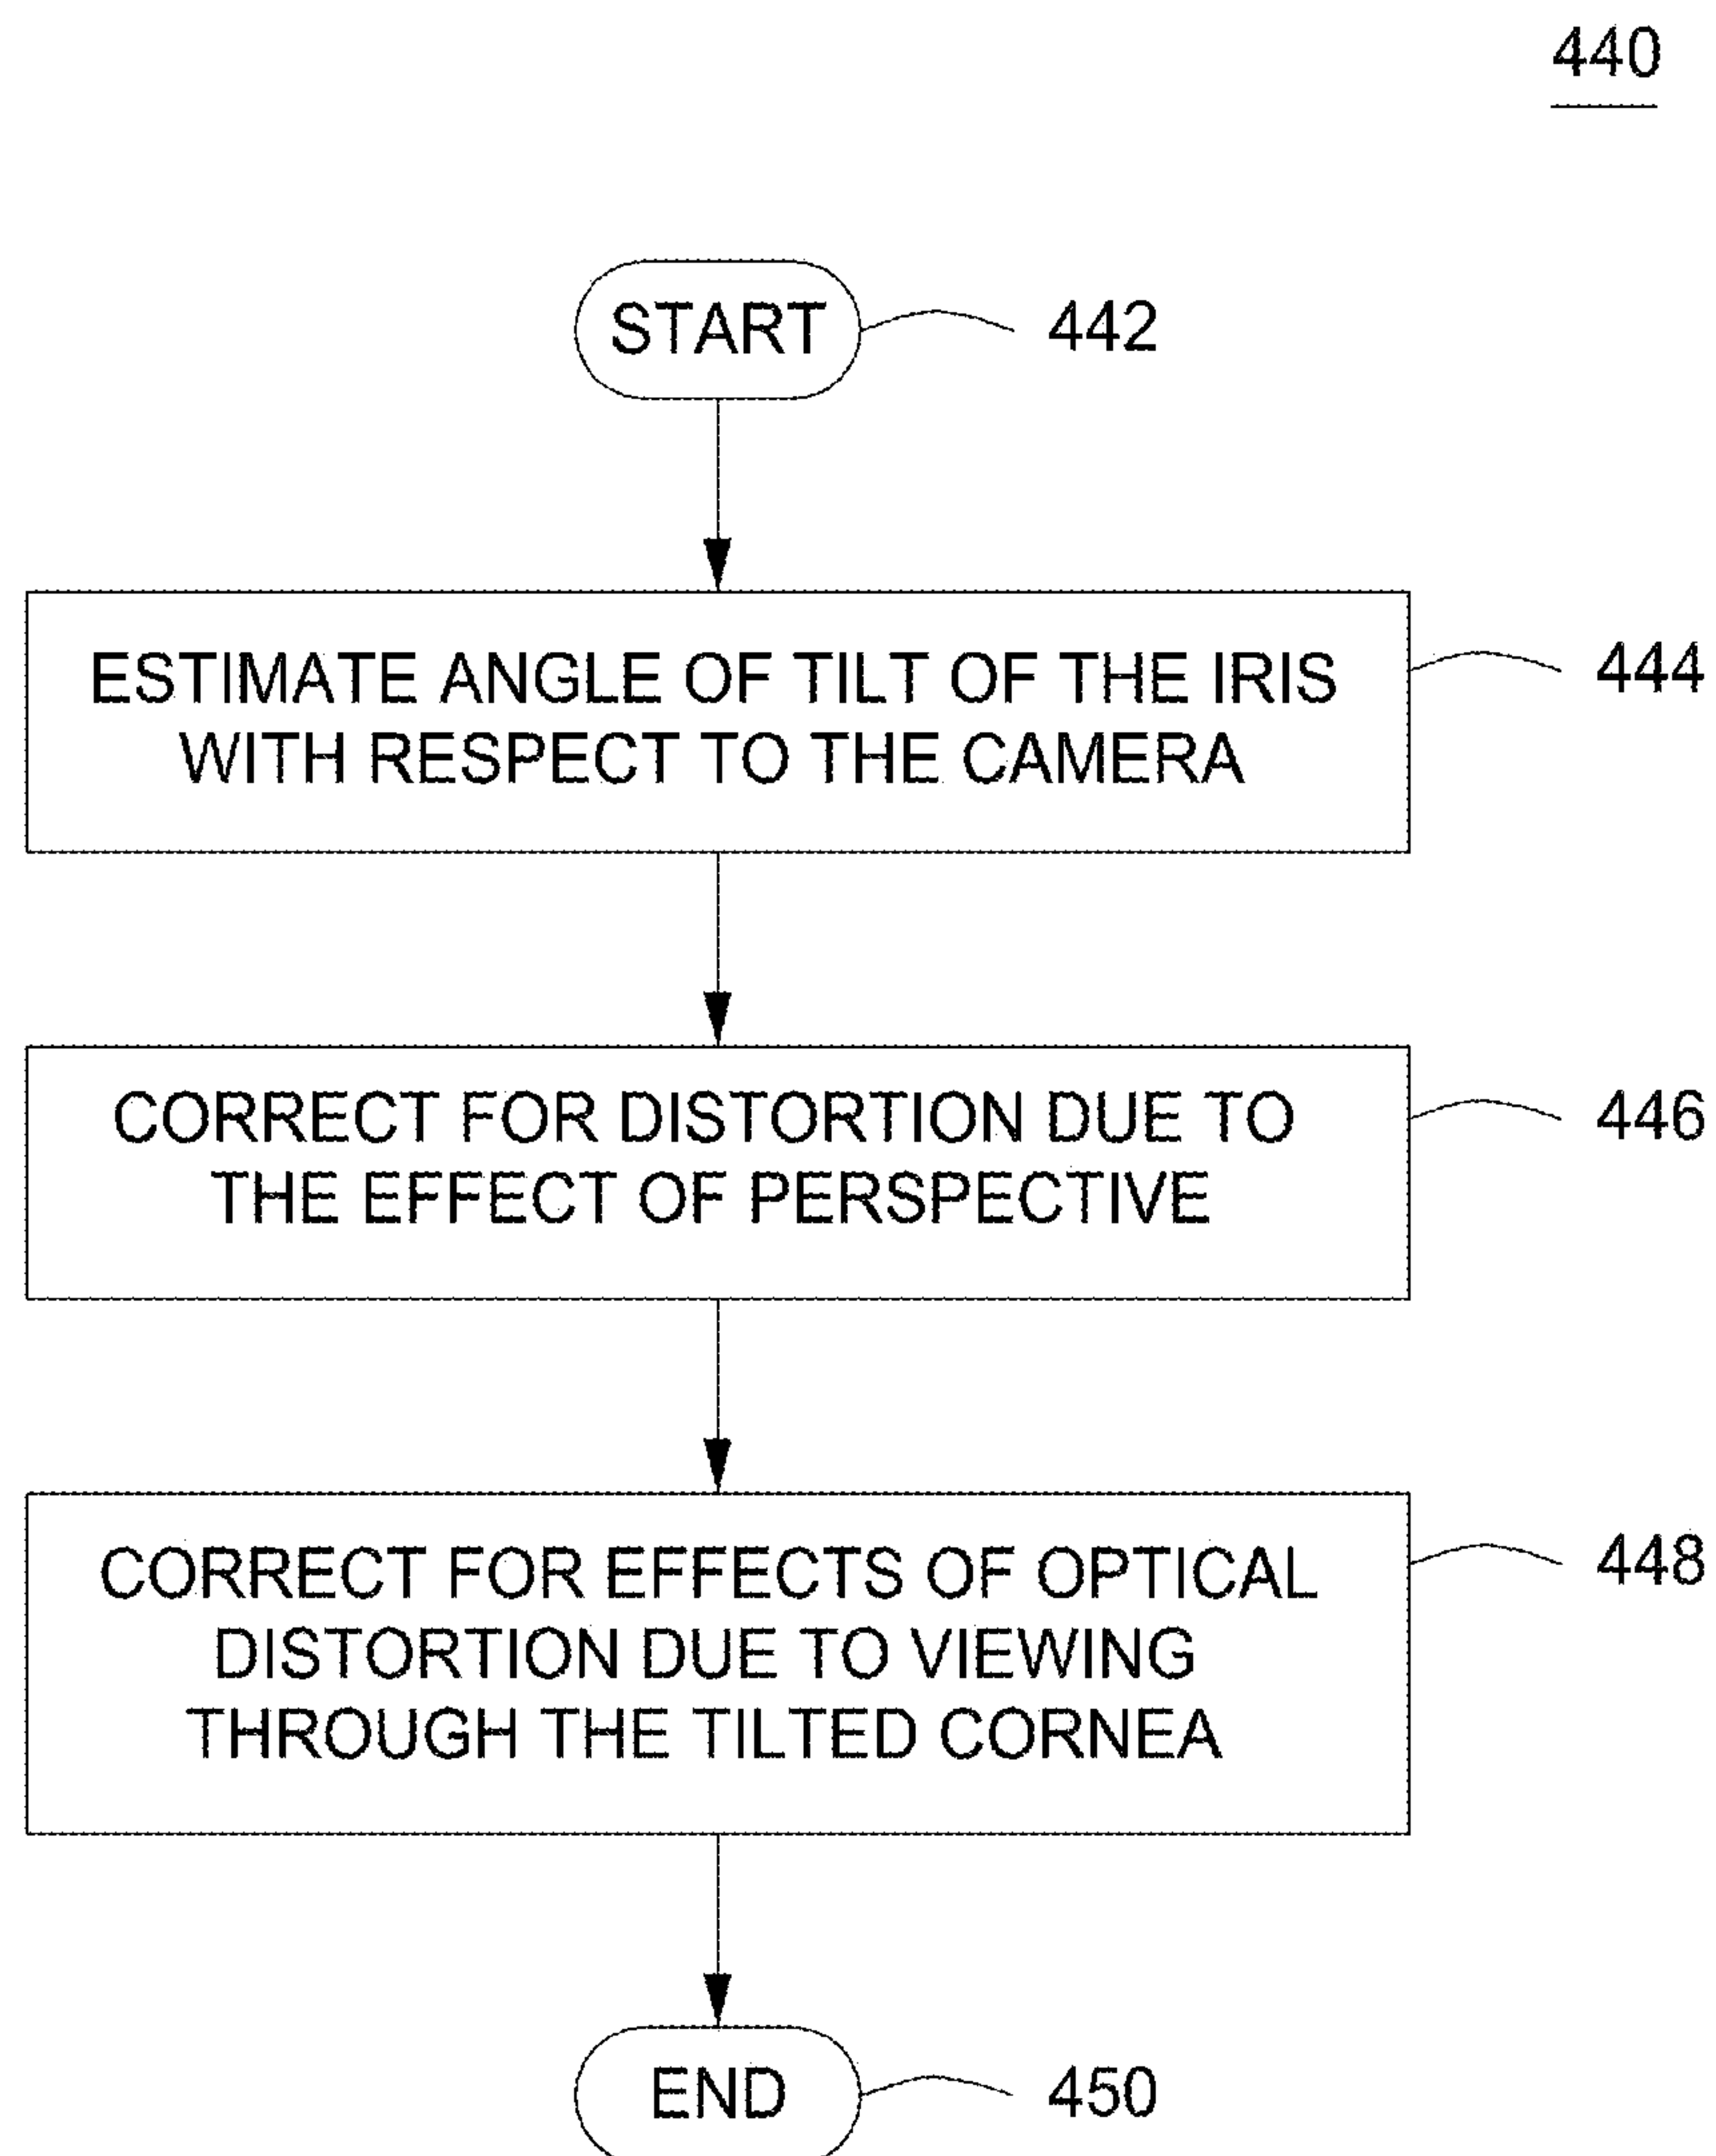 440
START
442
ESTIMATE ANGLE OF TILT OF THE IRIS
WITH RESPECT TO THE CAMERA
444
CORRECT FOR DISTORTION DUE TO
THE EFFECT OF PERSPECTIVE
446
CORRECT FOR EFFECTS OF OPTICAL
DISTORTION DUE TO VIEWING
THROUGH THE TILTED CORNEA
448
END
450